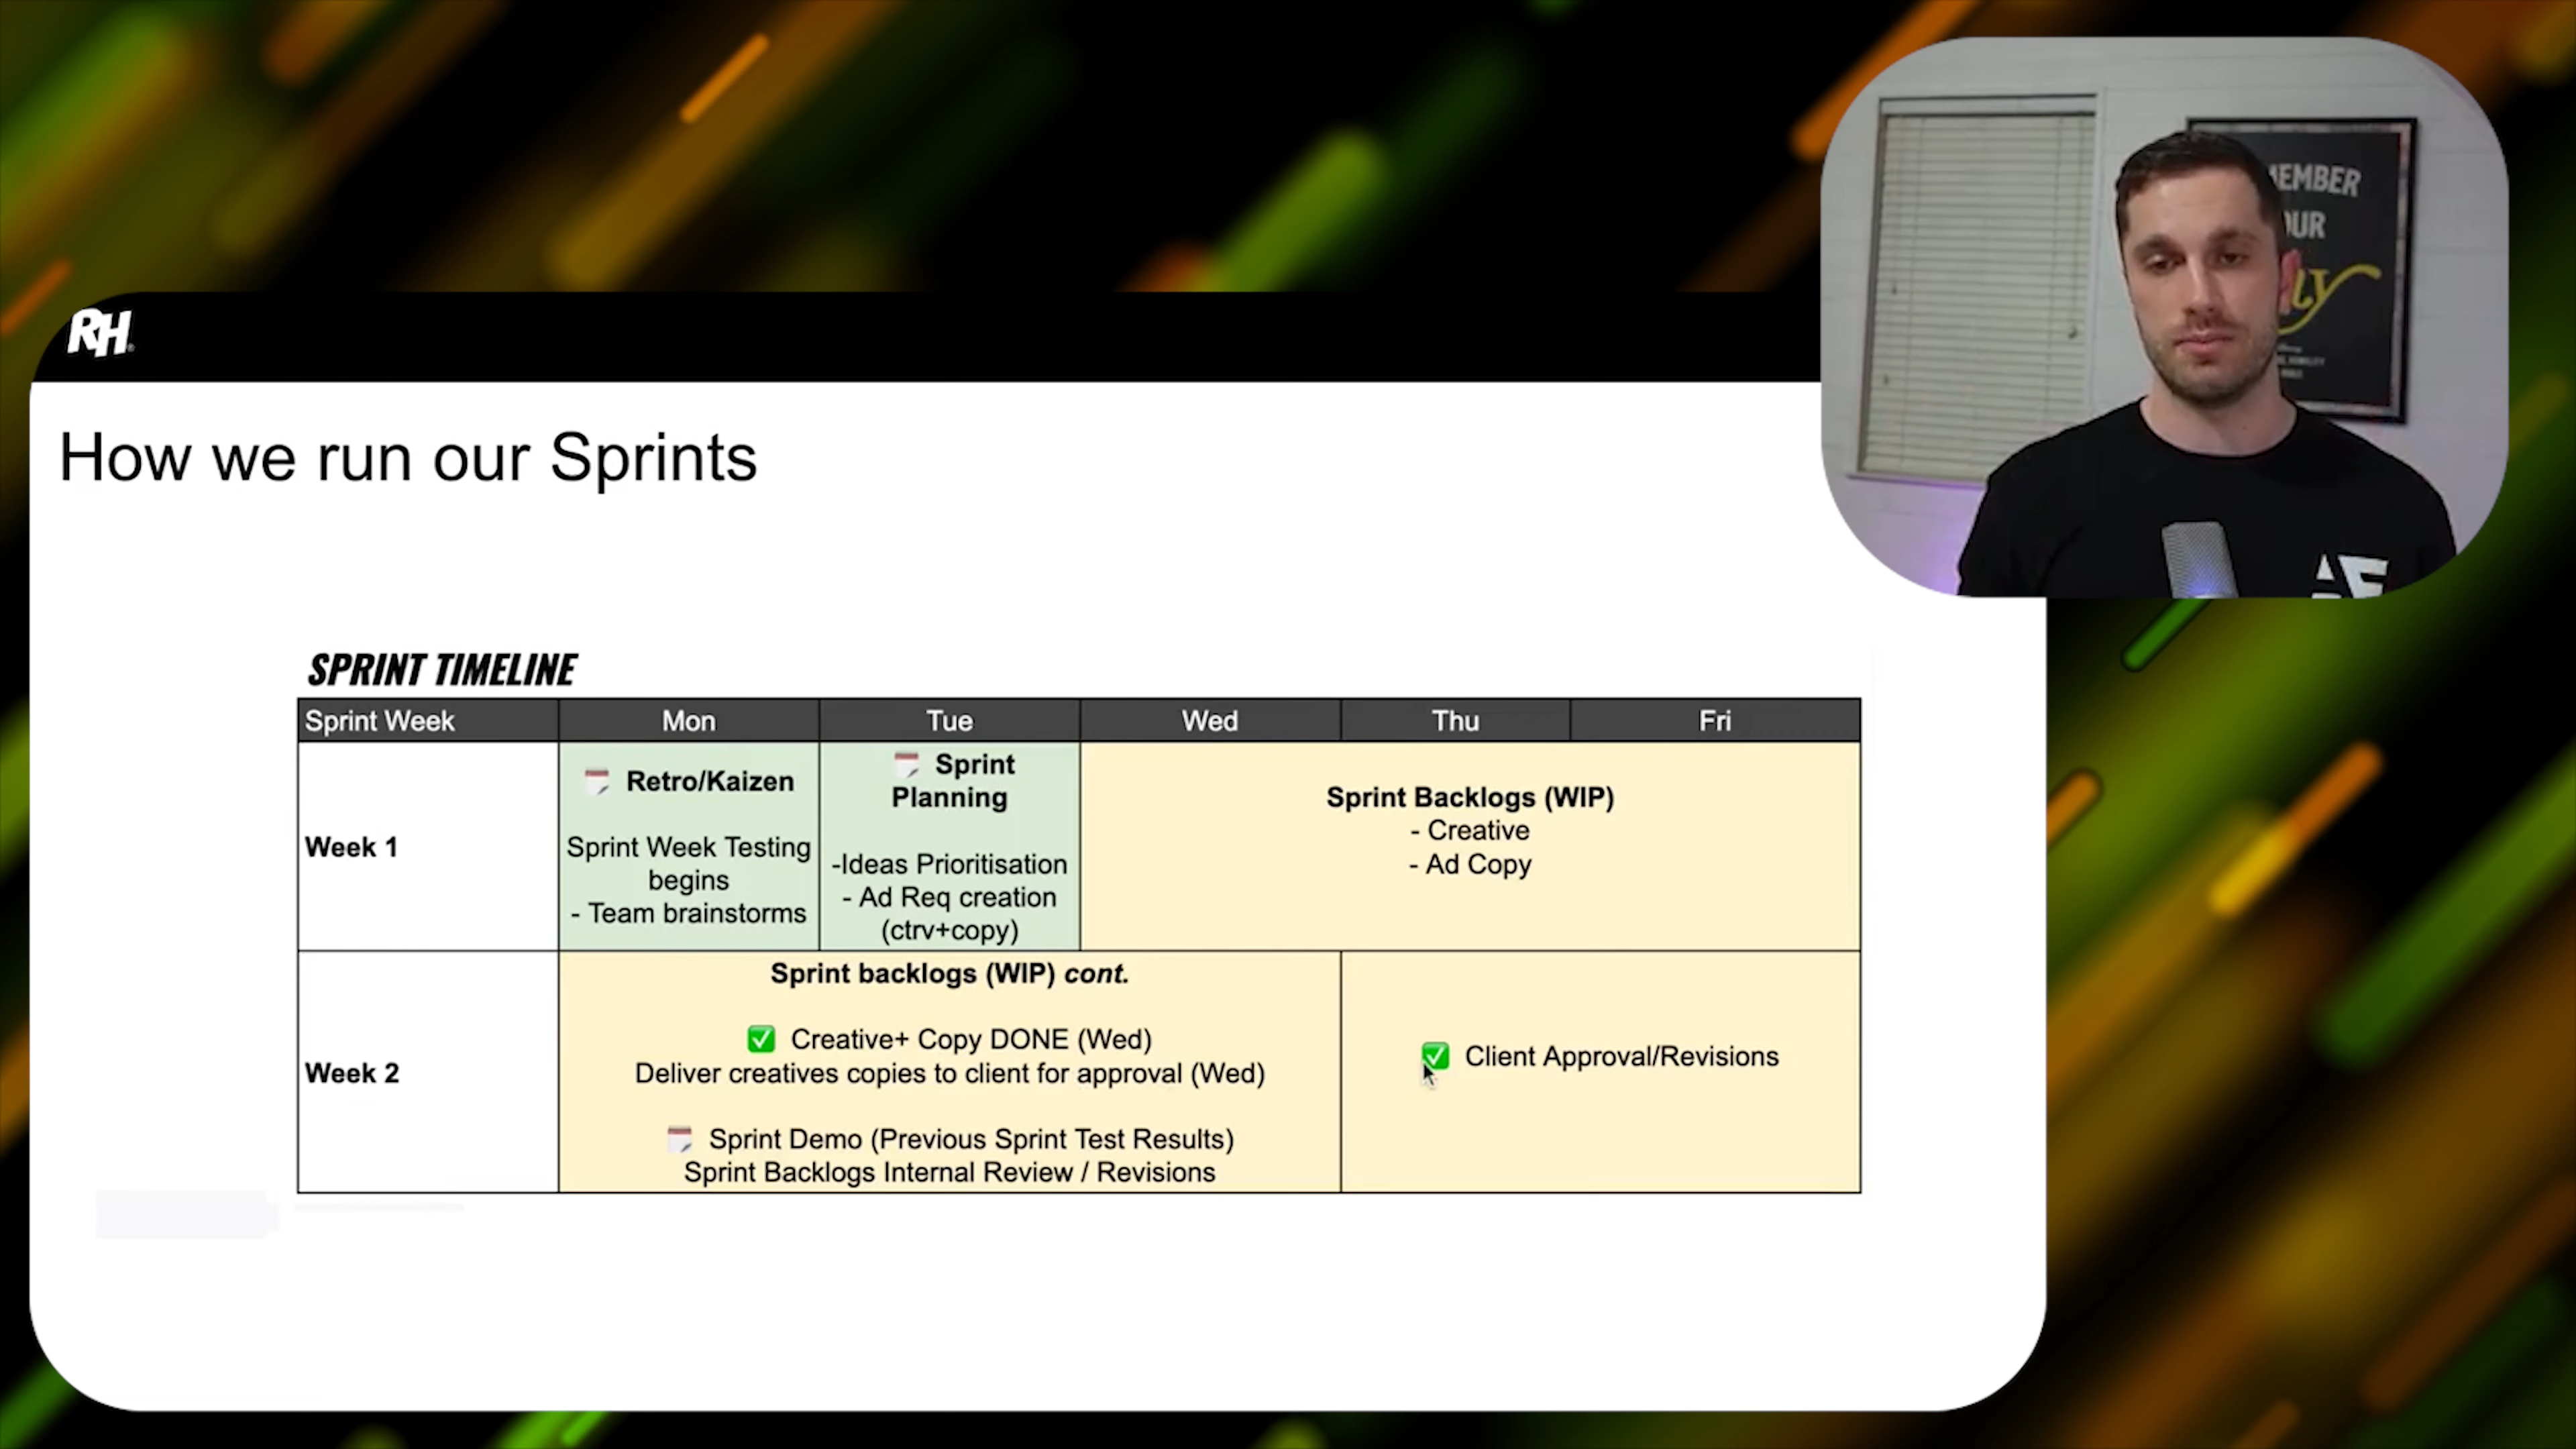 RH
How we run our Sprints
SPRINT TIMELINE
Sprint Week
Mon
Tue
Wed
Thu
Fri
Week 1
Retro/Kaizen
Sprint Week Testing
begins
- Team brainstorms
Sprint
Planning
-Ideas Prioritisation
- Ad Req creation
(ctrv+copy)
Sprint Backlogs (WIP)
- Creative
- Ad Copy
Week 2
Sprint backlogs (WIP) cont.
Creative+ Copy DONE (Wed)
Deliver creatives copies to client for approval (Wed)
Sprint Demo (Previous Sprint Test Results)
Sprint Backlogs Internal Review / Revisions
Client Approval/Revisions
EMBER
OUR